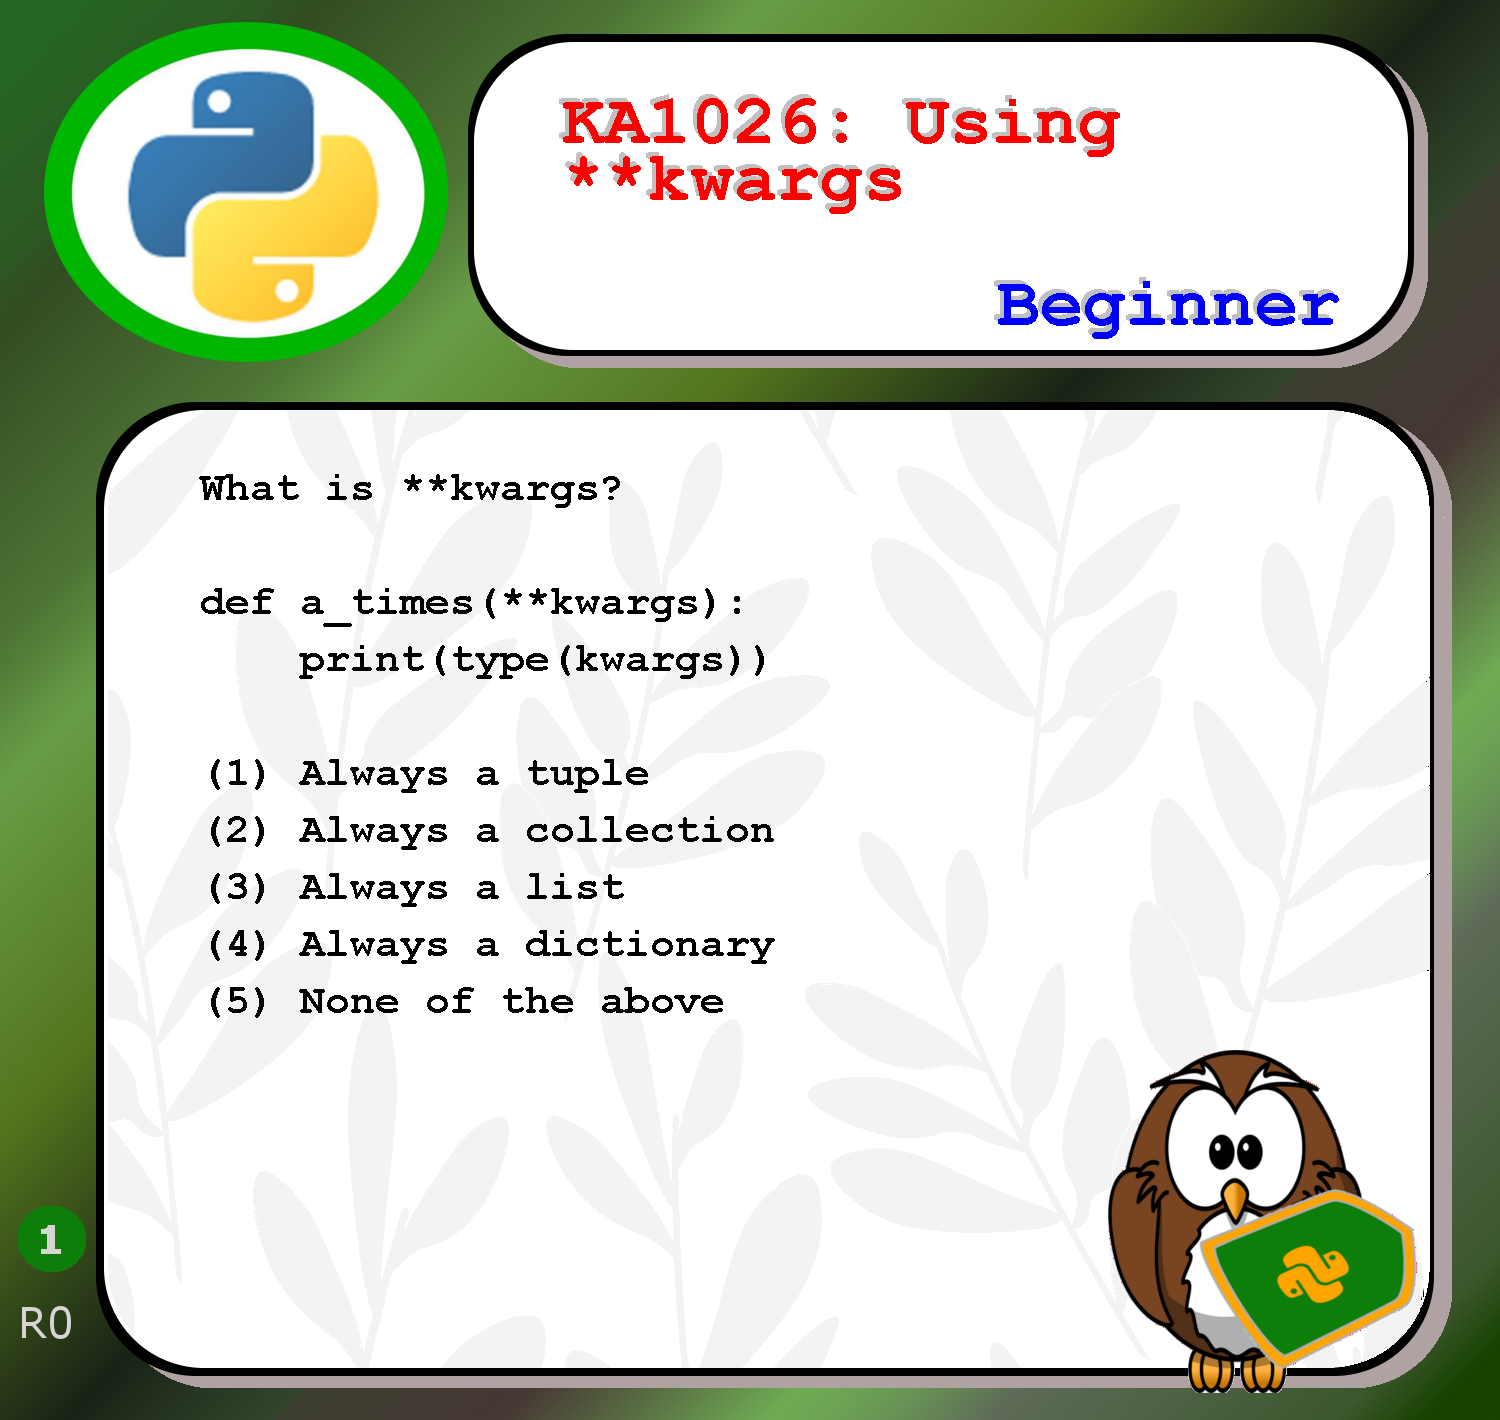 KA1026: Using
**kwargs
Beginner
What is **kwargs?
def a_times(**kwargs):
    print(type(kwargs))
(1) Always a tuple
(2) Always a collection
(3) Always a list
(4) Always a dictionary
(5) None of the above
1
R0